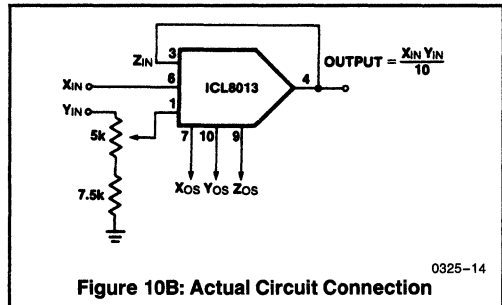 ZIN 3
XIN 6
ICL8013
4
OUTPUT = XIN YIN / 10
YIN 1
5k
7 10 9
7.5k
XOS YOS ZOS
0325-14
Figure 10B: Actual Circuit Connection